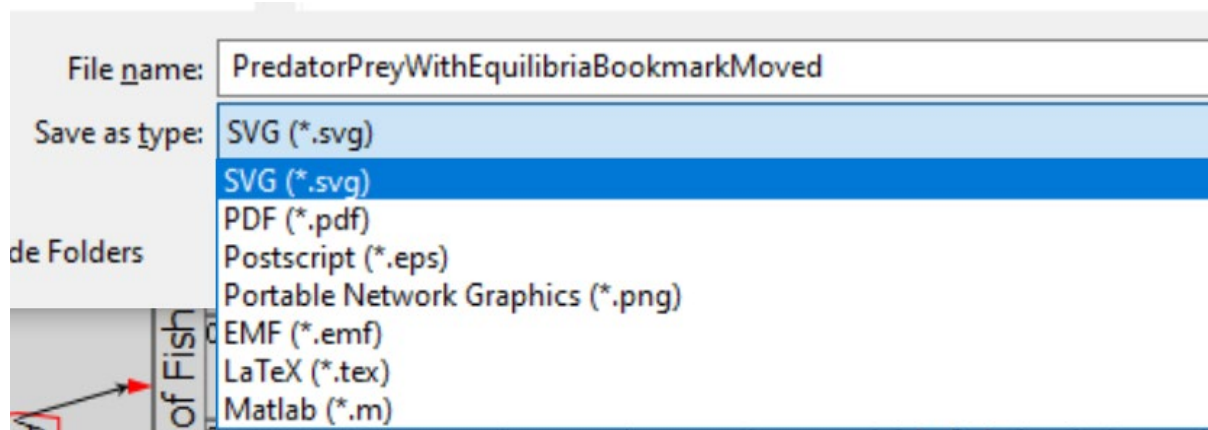 File name: PredatorPreyWithEquilibriaBookmarkMoved
Save as type: SVG (*.svg)
SVG (*.svg)
PDF (*.pdf)
de Folders
Postscript (*.eps)
Portable Network Graphics (*.png)
EMF (*.emf)
LaTeX (*.tex)
Matlab (*.m)
of Fish